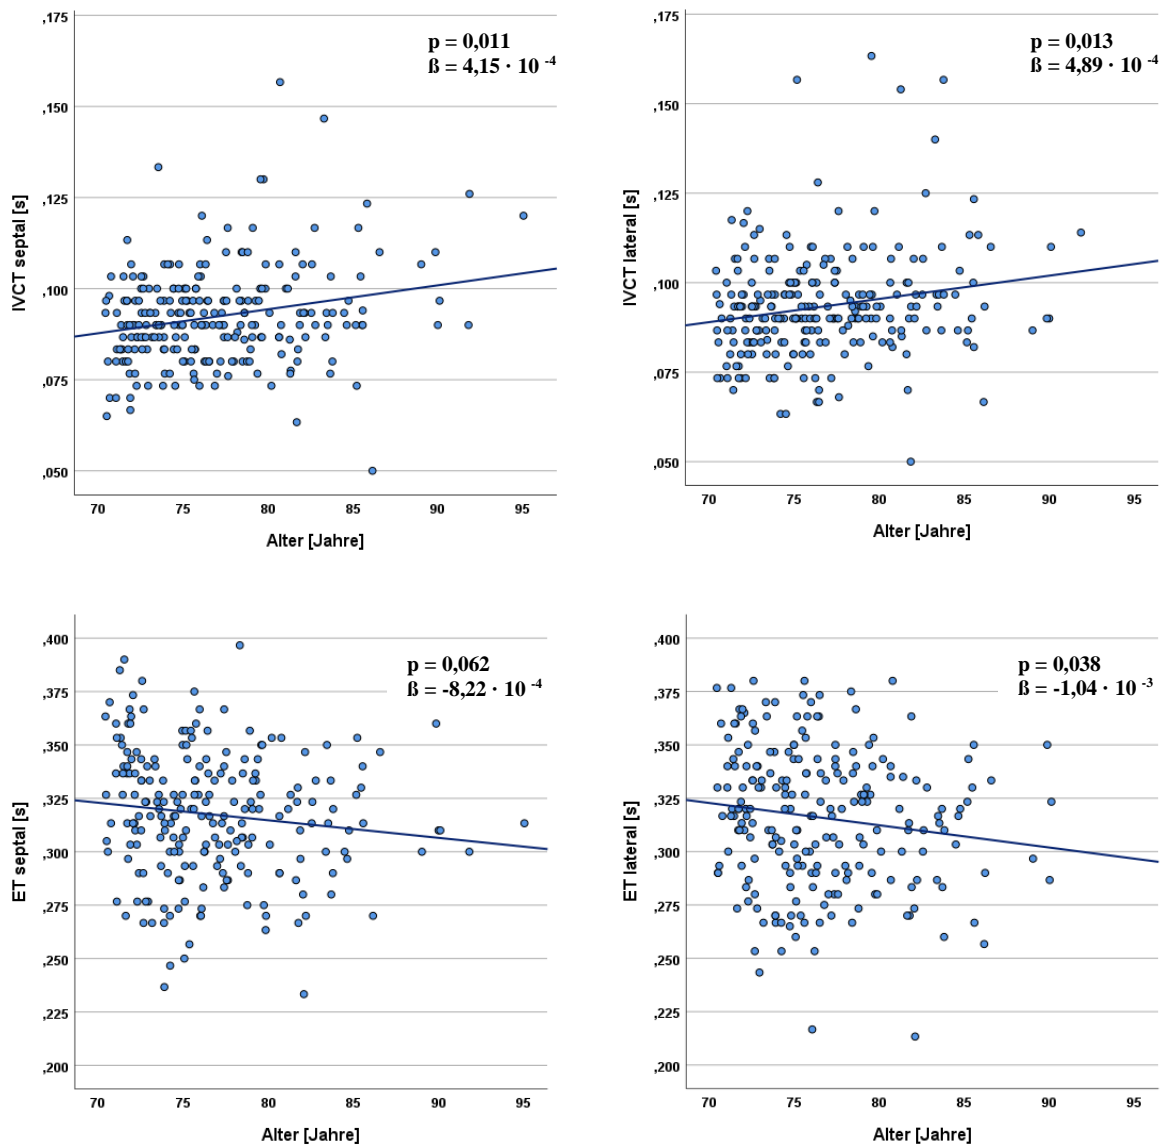 ,175
,150
,125
,100
,075
,050
IVCT septal [s]
p = 0,011
ß = 4,15 · 10 -4
70 75 80 85 90 95
Alter [Jahre]
,175
,150
,125
,100
,075
,050
IVCT lateral [s]
p = 0,013
ß = 4,89 · 10 -4
70 75 80 85 90 95
Alter [Jahre]
,400
,375
,350
,325
,300
,275
,250
,225
,200
ET septal [s]
p = 0,062
ß = -8,22 · 10 -4
70 75 80 85 90 95
Alter [Jahre]
,400
,375
,350
,325
,300
,275
,250
,225
,200
ET lateral [s]
p = 0,038
ß = -1,04 · 10 -3
70 75 80 85 90 95
Alter [Jahre]